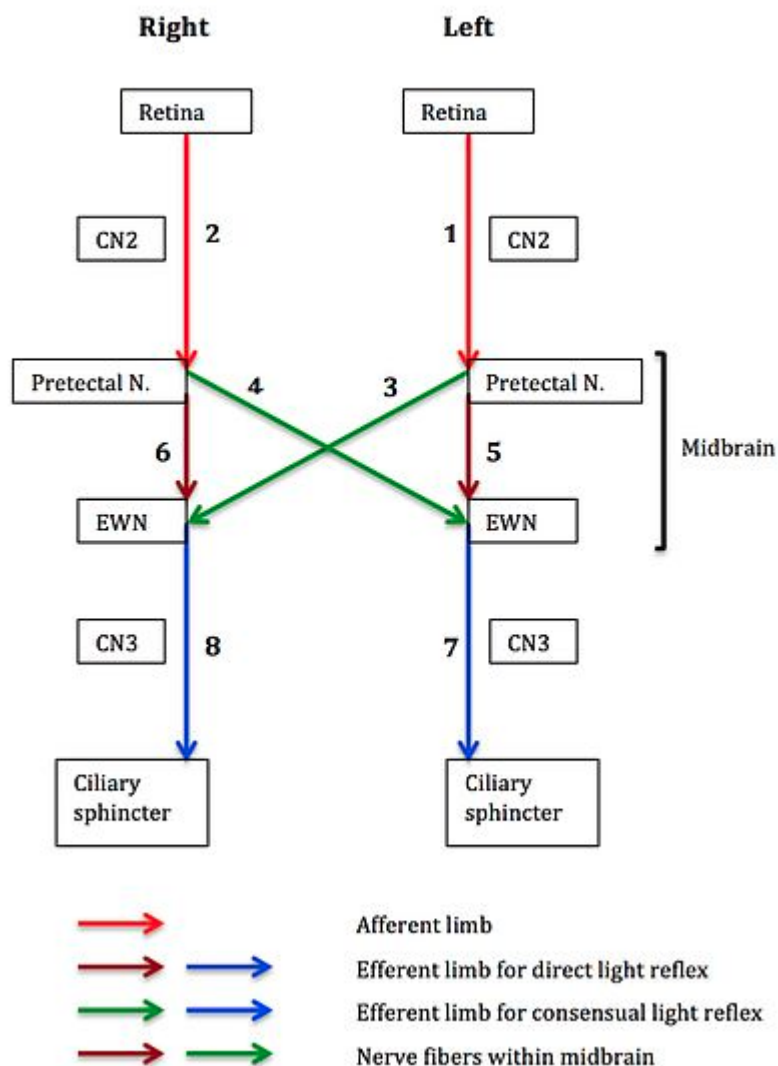 Right Left
Retina Retina
CN2 2 1 CN2
Pretectal N. 4 3 Pretectal N.
6 5 Midbrain
EWN EWN
CN3 8 7 CN3
Ciliary Ciliary
sphincter sphincter
Afferent limb
Efferent limb for direct light reflex
Efferent limb for consensual light reflex
Nerve fibers within midbrain